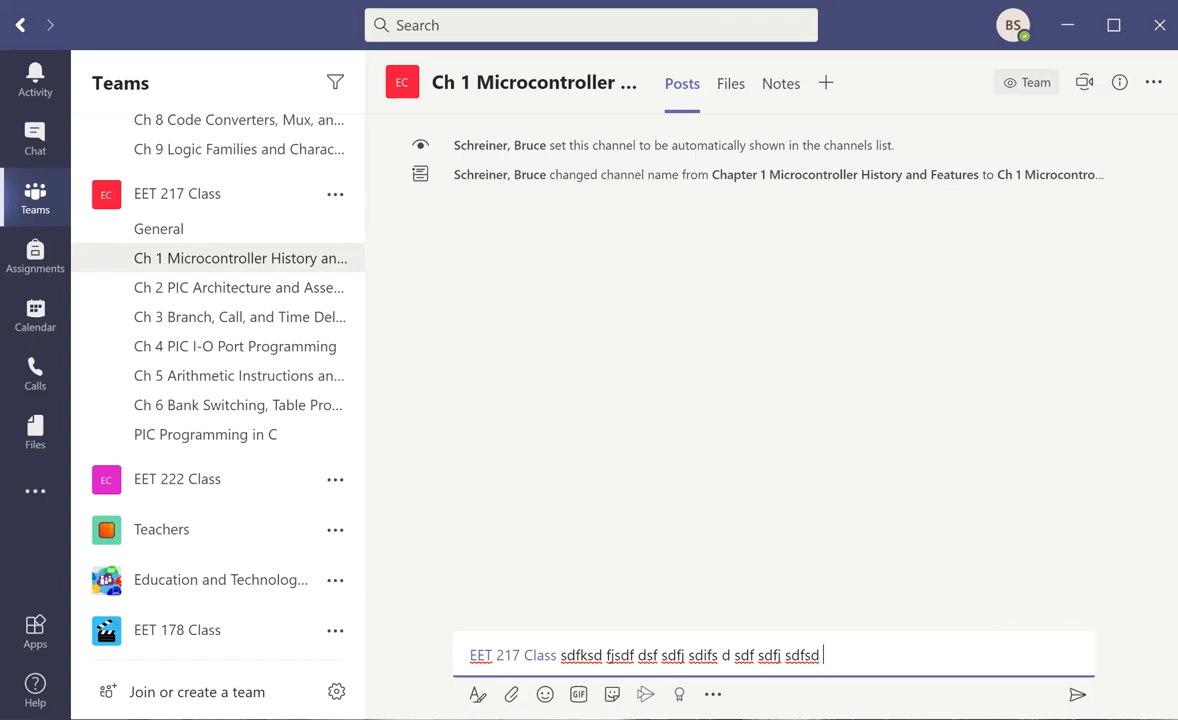 Search
BS
Activity
Chat
Teams
Assignments
Calendar
Calls
Files
Apps
Help
Teams
Ch 8 Code Converters, Mux, an...
Ch 9 Logic Families and Charac...
EC EET 217 Class
General
Ch 1 Microcontroller History an...
Ch 2 PIC Architecture and Asse...
Ch 3 Branch, Call, and Time Del...
Ch 4 PIC I-O Port Programming
Ch 5 Arithmetic Instructions an...
Ch 6 Bank Switching, Table Pro...
PIC Programming in C
EC EET 222 Class
Teachers
Education and Technolog...
EET 178 Class
Join or create a team
EC Ch 1 Microcontroller ... Posts Files Notes Team
Schreiner, Bruce set this channel to be automatically shown in the channels list.
Schreiner, Bruce changed channel name from Chapter 1 Microcontroller History and Features to Ch 1 Microcontro...
EET 217 Class sdfksd fjsdf dsf sdfj sdifs d sdf sdfj sdfsd
GIF